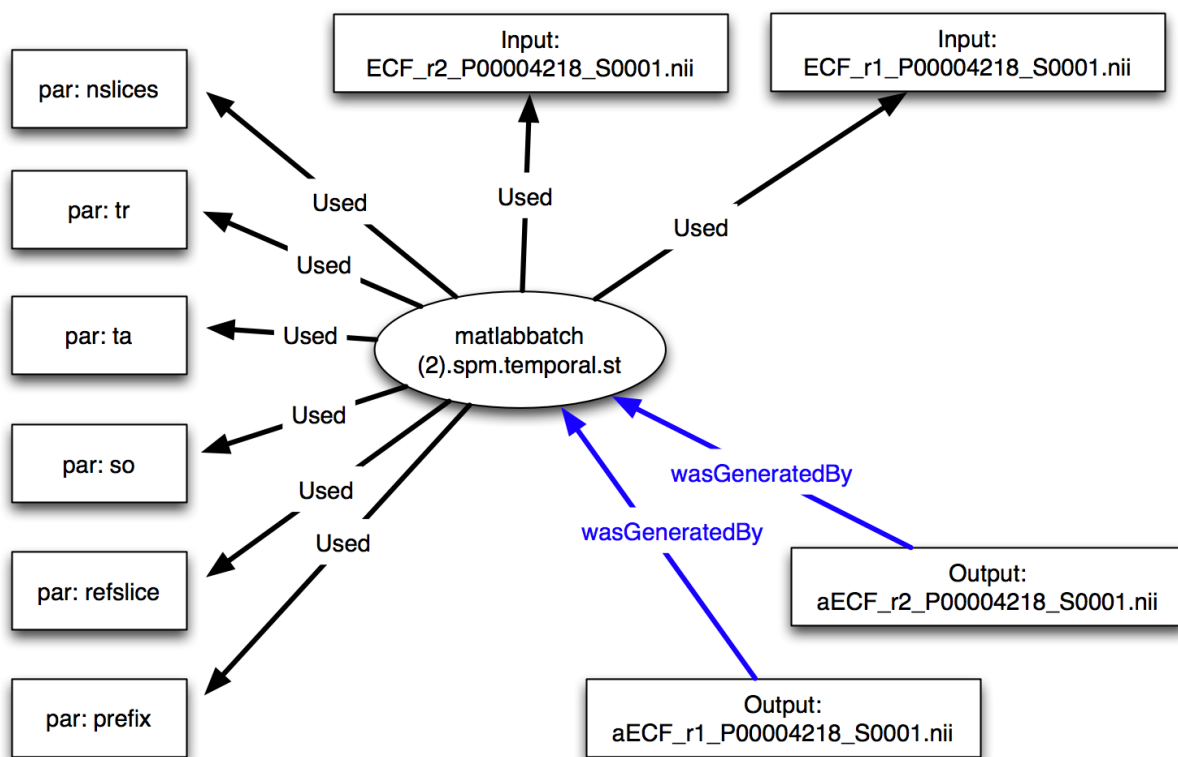 Input:
ECF_r2_P00004218_S0001.nii
Input:
ECF_r1_P00004218_S0001.nii
par: nslices
Used
Used
Used
par: tr
Used
par: ta
Used
matlabbatch
(2).spm.temporal.st
Used
par: so
wasGeneratedBy
Used
wasGeneratedBy
Used
par: refslice
Output:
aECF_r2_P00004218_S0001.nii
par: prefix
Output:
aECF_r1_P00004218_S0001.nii